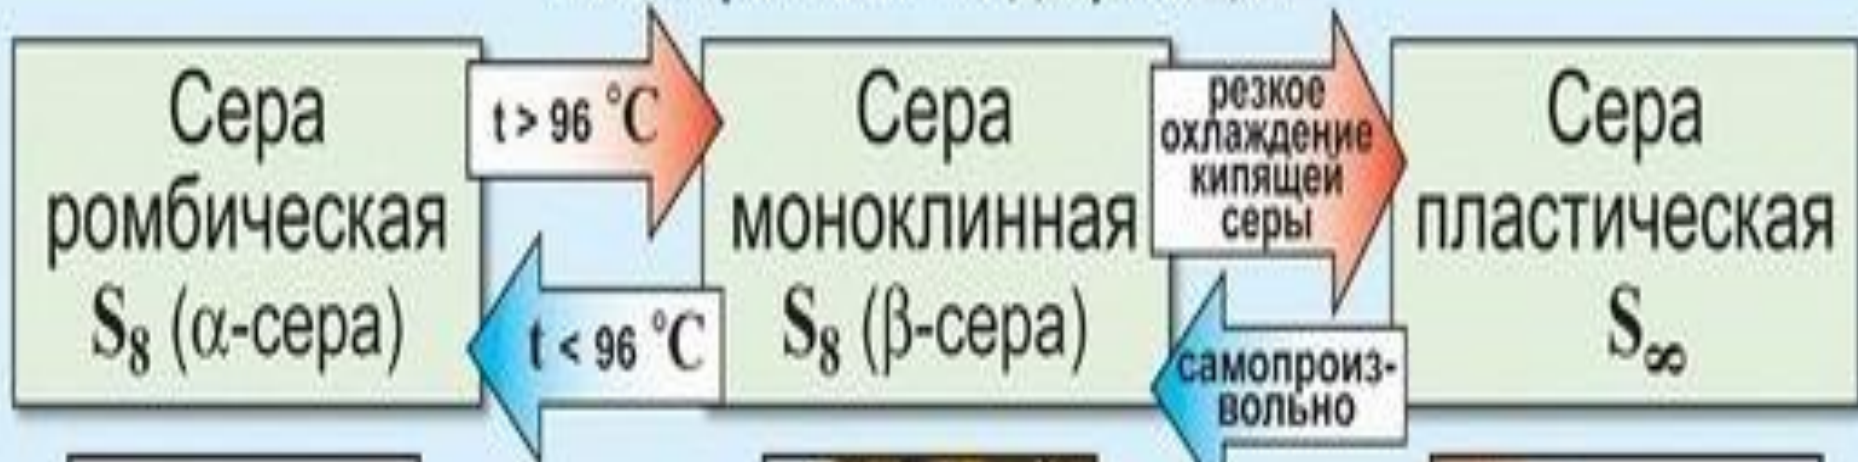 Сера
ромбическая
S₈ (α-сера)
t > 96 °C
t < 96 °C
Сера
моноклинная
S₈ (β-сера)
резкое
охлаждение
кипящей
серы
самопроиз-
вольно
Сера
пластическая
S∞